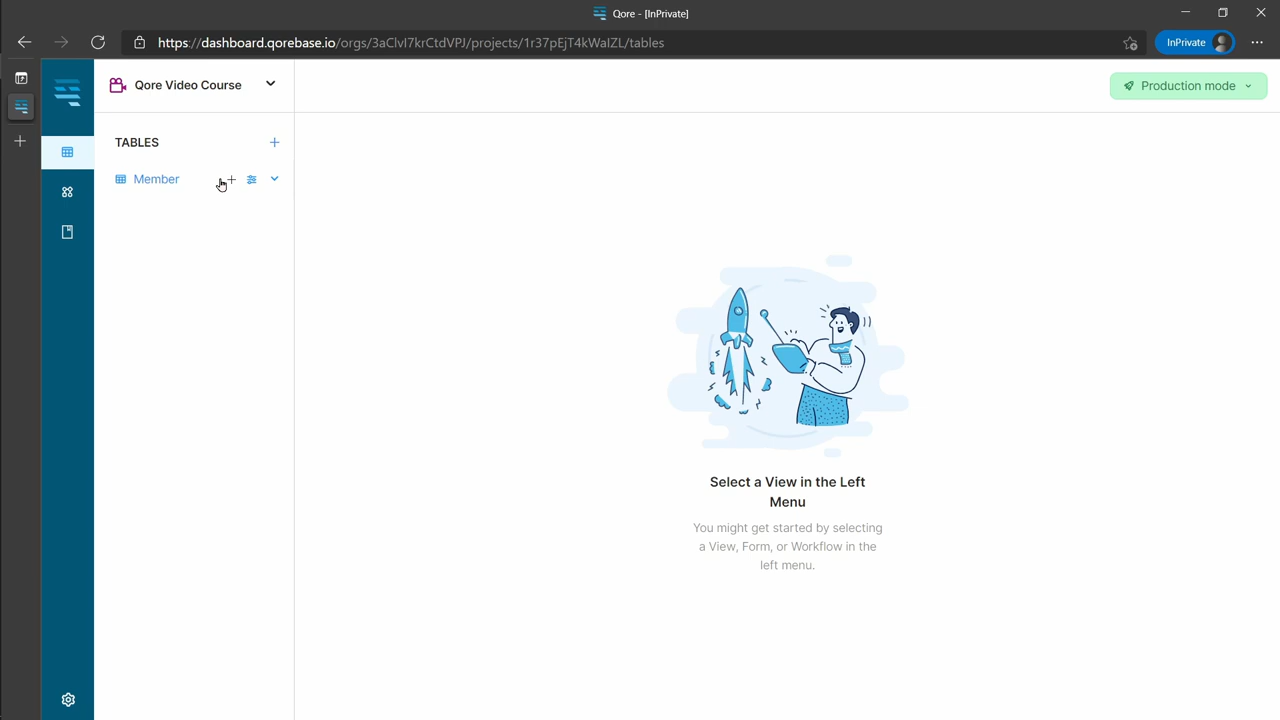 Qore - [InPrivate]
https://dashboard.qorebase.io/orgs/3aClvI7krCtdVPJ/projects/1r37pEjT4kWaIZL/tables
InPrivate
Qore Video Course
Production mode
TABLES
Member
Select a View in the Left
Menu
You might get started by selecting
a View, Form, or Workflow in the
left menu.